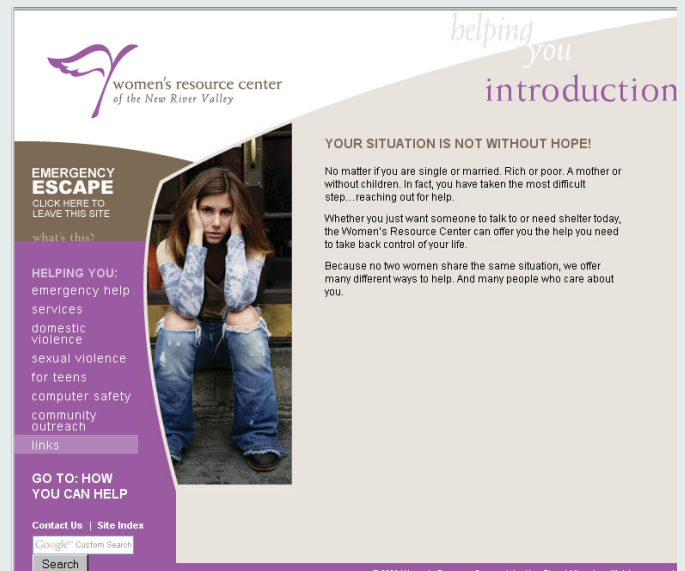 helping
you
introduction
women's resource center
of the New River Valley
YOUR SITUATION IS NOT WITHOUT HOPE!
No matter if you are single or married. Rich or poor. A mother or
without children. In fact, you have taken the most difficult
step...reaching out for help.
Whether you just want someone to talk to or need shelter today,
the Women's Resource Center can offer you the help you need
to take back control of your life.
Because no two women share the same situation, we offer
many different ways to help. And many people who care about
you.
EMERGENCY
ESCAPE
CLICK HERE TO
LEAVE THIS SITE
what's this?
HELPING YOU:
emergency help
services
domestic
violence
sexual violence
for teens
computer safety
community
outreach
links
GO TO: HOW
YOU CAN HELP
Contact Us | Site Index
Google™ Custom Search
Search